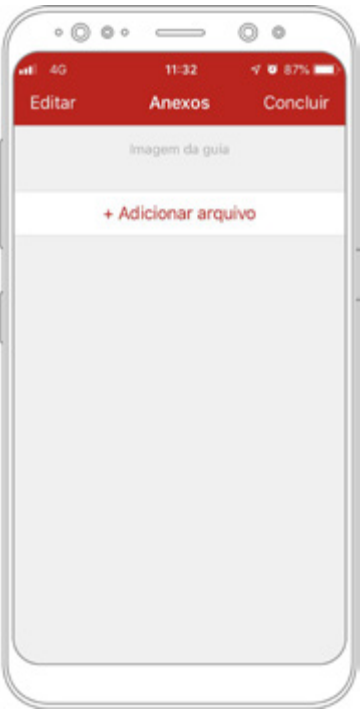 4G 11:32 87%
Editar Anexos Concluir
Imagem da guia
+ Adicionar arquivo